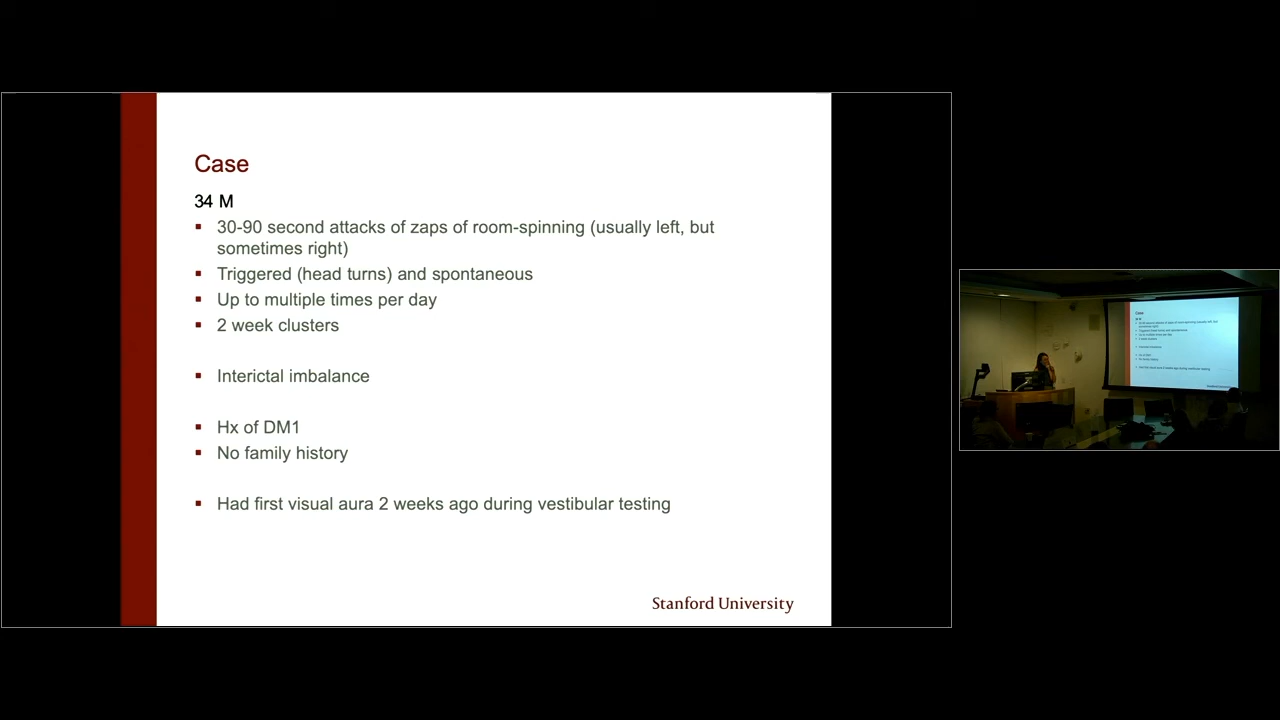 Case
34 M
▪ 30-90 second attacks of zaps of room-spinning (usually left, but
sometimes right)
▪ Triggered (head turns) and spontaneous
▪ Up to multiple times per day
▪ 2 week clusters
▪ Interictal imbalance
▪ Hx of DM1
▪ No family history
▪ Had first visual aura 2 weeks ago during vestibular testing
Stanford University